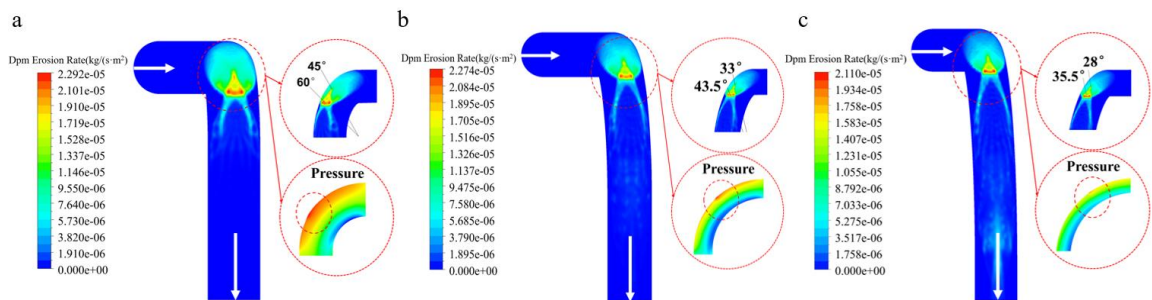 a
Dpm Erosion Rate(kg/(s·m²)
2.292e-05
2.101e-05
1.910e-05
1.719e-05
1.528e-05
1.337e-05
1.146e-05
9.550e-06
7.640e-06
5.730e-06
3.820e-06
1.910e-06
0.000e+00
45°
60°
Pressure
b
Dpm Erosion Rate(kg/(s·m²)
2.274e-05
2.084e-05
1.895e-05
1.705e-05
1.516e-05
1.326e-05
1.137e-05
9.475e-06
7.580e-06
5.685e-06
3.790e-06
1.895e-06
0.000e+00
33°
43.5°
Pressure
c
Dpm Erosion Rate(kg/(s·m²)
2.110e-05
1.934e-05
1.758e-05
1.583e-05
1.407e-05
1.231e-05
1.055e-05
8.792e-06
7.033e-06
5.275e-06
3.517e-06
1.758e-06
0.000e+00
28°
35.5°
Pressure